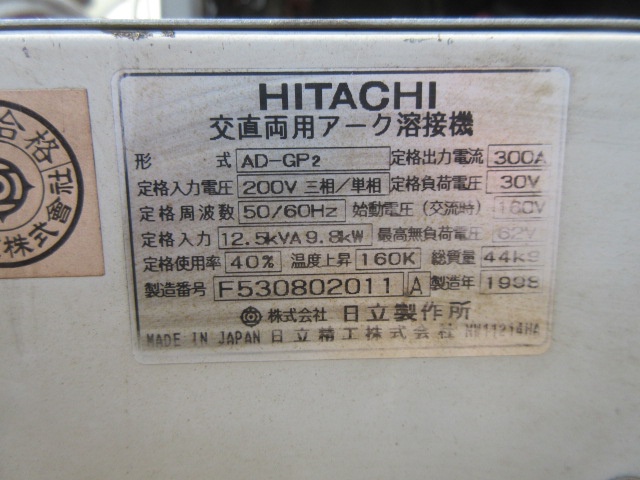 HITACHI
交直両用アーク溶接機
形 式 AD-GP2 定格出力電流 300A
定格入力電圧 200V 三相/単相 定格負荷電圧 30V
定格周波数 50/60Hz 始動電圧(交流時) 160V
定格入力 12.5kVA 9.8kW 最高無負荷電圧 62V
定格使用率 40% 温度上昇 160K 総質量 44kg
製造番号 F530802011 A 製造年 1998
株式会社 日立製作所
MADE IN JAPAN 日立精工株式会社
合格
株式会